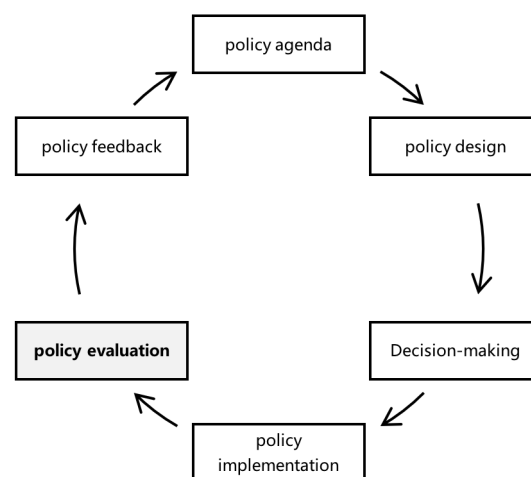 policy agenda
policy feedback
policy design
policy evaluation
Decision-making
policy
implementation